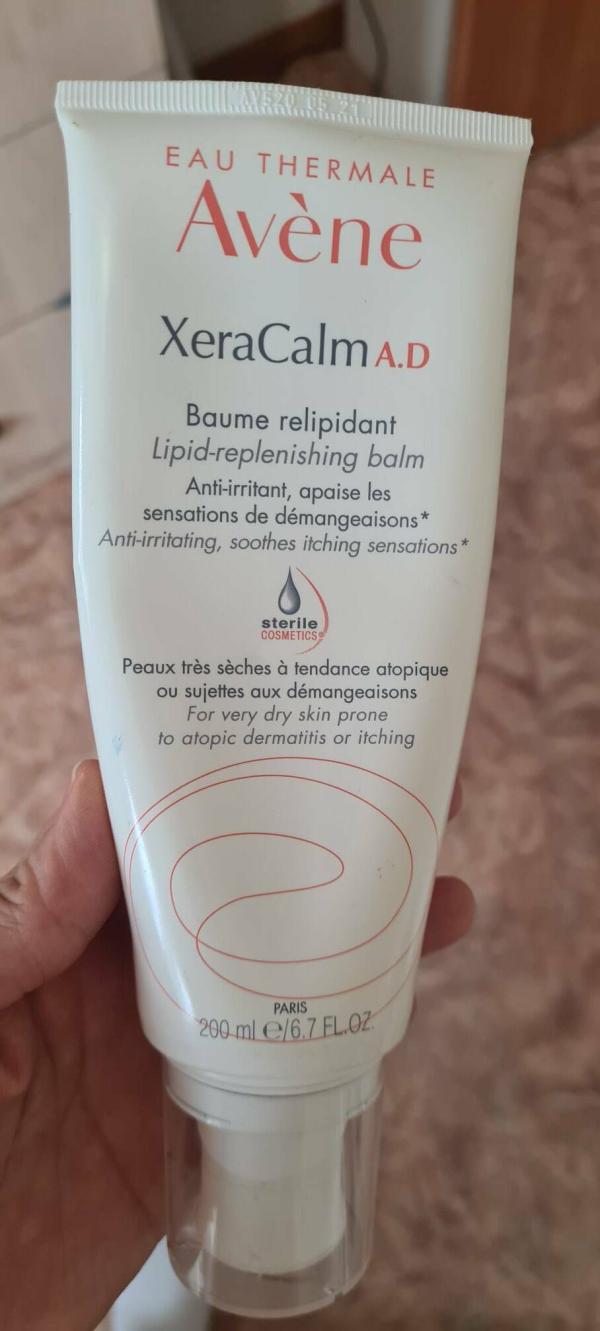 EAU THERMALE
Avène
XeraCalm A.D
Baume relipidant
Lipid-replenishing balm
Anti-irritant, apaise les
sensations de démangeaisons*
Anti-irritating, soothes itching sensations*
sterile
COSMETICS®
Peaux très sèches à tendance atopique
ou sujettes aux démangeaisons
For very dry skin prone
to atopic dermatitis or itching
PARIS
200 ml e/6.7 FL.OZ.